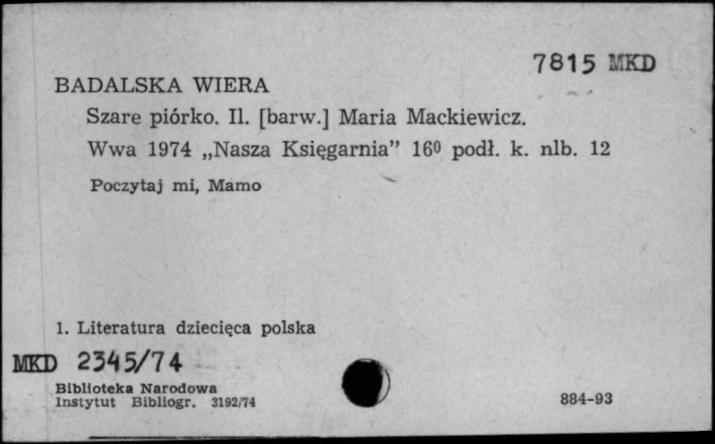 7815 MKD
BADALSKA WIERA
Szare piórko. Il. [barw.] Maria Mackiewicz.
Wwa 1974 „Nasza Księgarnia” 16⁰ podł. k. nlb. 12
Poczytaj mi, Mamo
1. Literatura dziecięca polska
MKD 2345/74
Biblioteka Narodowa
Instytut Bibliogr. 3192/74
884-93